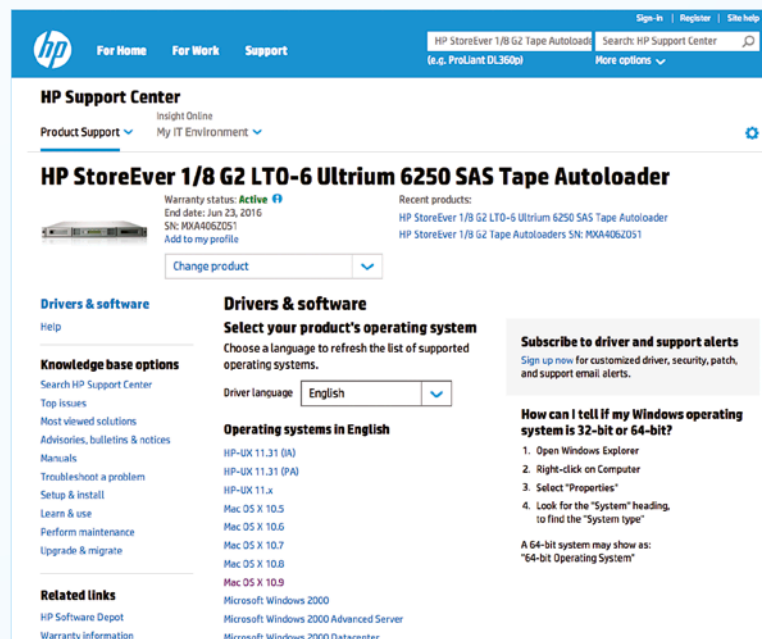 Sign-in | Register | Site help
hp
For Home For Work Support
HP StoreEver 1/8 G2 Tape Autoloade
Search: HP Support Center
(e.g. ProLiant DL360p)
More options
HP Support Center
Insight Online
Product Support
My IT Environment
HP StoreEver 1/8 G2 LTO-6 Ultrium 6250 SAS Tape Autoloader
Warranty status: Active
End date: Jun 23, 2016
SN: MXA406Z051
Add to my profile
Recent products:
HP StoreEver 1/8 G2 LTO-6 Ultrium 6250 SAS Tape Autoloader
HP StoreEver 1/8 G2 Tape Autoloaders SN: MXA406Z051
Change product
Drivers & software
Help
Knowledge base options
Search HP Support Center
Top issues
Most viewed solutions
Advisories, bulletins & notices
Manuals
Troubleshoot a problem
Setup & install
Learn & use
Perform maintenance
Upgrade & migrate
Related links
HP Software Depot
Warranty information
Drivers & software
Select your product's operating system
Choose a language to refresh the list of supported
operating systems.
Driver language English
Operating systems in English
HP-UX 11.31 (IA)
HP-UX 11.31 (PA)
HP-UX 11.x
Mac OS X 10.5
Mac OS X 10.6
Mac OS X 10.7
Mac OS X 10.8
Mac OS X 10.9
Microsoft Windows 2000
Microsoft Windows 2000 Advanced Server
Microsoft Windows 2000 Datacenter
Subscribe to driver and support alerts
Sign up now for customized driver, security, patch,
and support email alerts.
How can I tell if my Windows operating
system is 32-bit or 64-bit?
1. Open Windows Explorer
2. Right-click on Computer
3. Select "Properties"
4. Look for the "System" heading,
to find the "System type"
A 64-bit system may show as:
"64-bit Operating System"